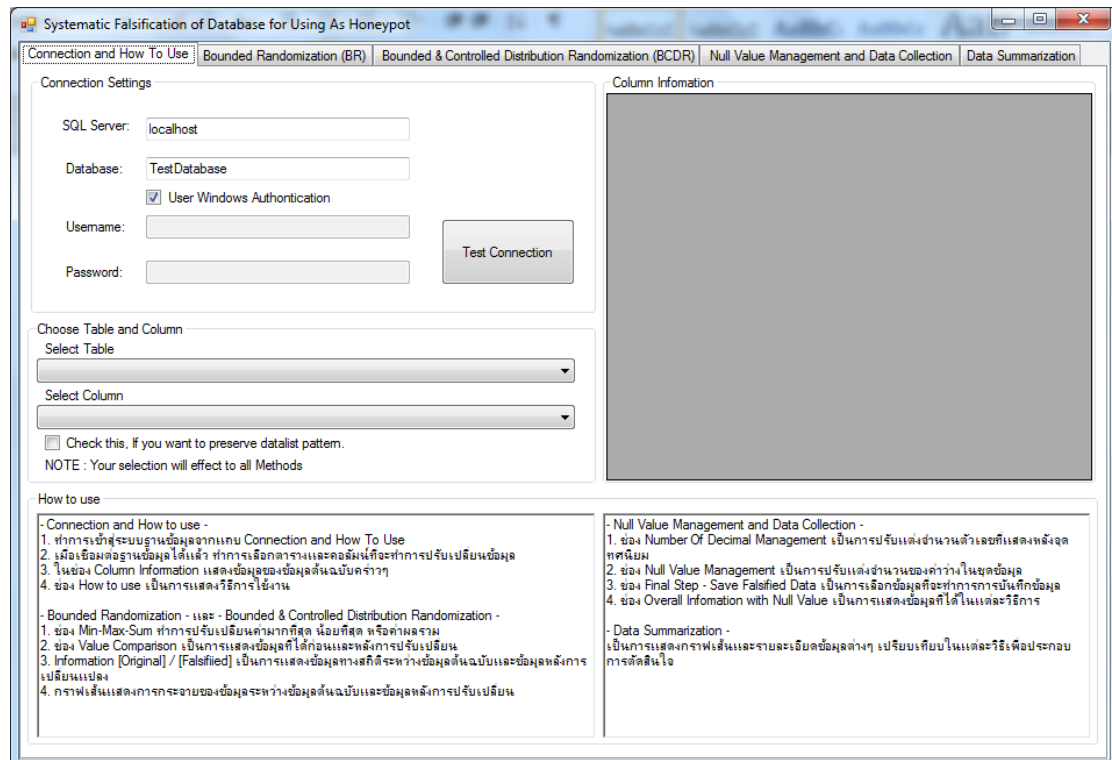 Systematic Falsification of Database for Using As Honeypot
Connection and How To Use
Bounded Randomization (BR)
Bounded & Controlled Distribution Randomization (BCDR)
Null Value Management and Data Collection
Data Summarization
Connection Settings
SQL Server:
localhost
Database:
TestDatabase
User Windows Authontication
Username:
Password:
Test Connection
Column Infomation
Choose Table and Column
Select Table
Select Column
Check this, If you want to preserve datalist pattern.
NOTE : Your selection will effect to all Methods
How to use
- Connection and How to use -
1. ทำการเข้าสู่ระบบฐานข้อมูลจากแถบ Connection and How To Use
2. เมื่อเชื่อมต่อฐานข้อมูลได้แล้ว ทำการเลือกตารางและคอลัมน์ที่จะทำการปรับเปลี่ยนข้อมูล
3. ในช่อง Column Information แสดงข้อมูลของข้อมูลต้นฉบับคร่าวๆ
4. ช่อง How to use เป็นการแสดงวิธีการใช้งาน
- Bounded Randomization - และ - Bounded & Controlled Distribution Randomization -
1. ช่อง Min-Max-Sum ทำการปรับเปลี่ยนค่ามากที่สุด น้อยที่สุด หรือค่าผลรวม
2. ช่อง Value Comparison เป็นการแสดงข้อมูลที่ได้ก่อนและหลังการปรับเปลี่ยน
3. Information [Original] / [Falsifiied] เป็นการแสดงข้อมูลทางสถิติระหว่างข้อมูลต้นฉบับและข้อมูลหลังการ
เปลี่ยนแปลง
4. กราฟเส้นแสดงการกระจายของข้อมูลระหว่างข้อมูลต้นฉบับและข้อมูลหลังการปรับเปลี่ยน
- Null Value Management and Data Collection -
1. ช่อง Number Of Decimal Management เป็นการปรับแต่งจำนวนตัวเลขที่แสดงหลังจุด
ทศนิยม
2. ช่อง Null Value Management เป็นการปรับแต่งจำนวนของค่าว่างในชุดข้อมูล
3. ช่อง Final Step - Save Falsified Data เป็นการเลือกข้อมูลที่จะทำการการบันทึกข้อมูล
4. ช่อง Overall Infomation with Null Value เป็นการแสดงข้อมูลที่ได้ในแต่ละวิธีการ
- Data Summarization -
เป็นการแสดงกราฟเส้นและรายละเอียดข้อมูลต่างๆ เปรียบเทียบในแต่ละวิธีเพื่อประกอบ
การตัดสินใจ